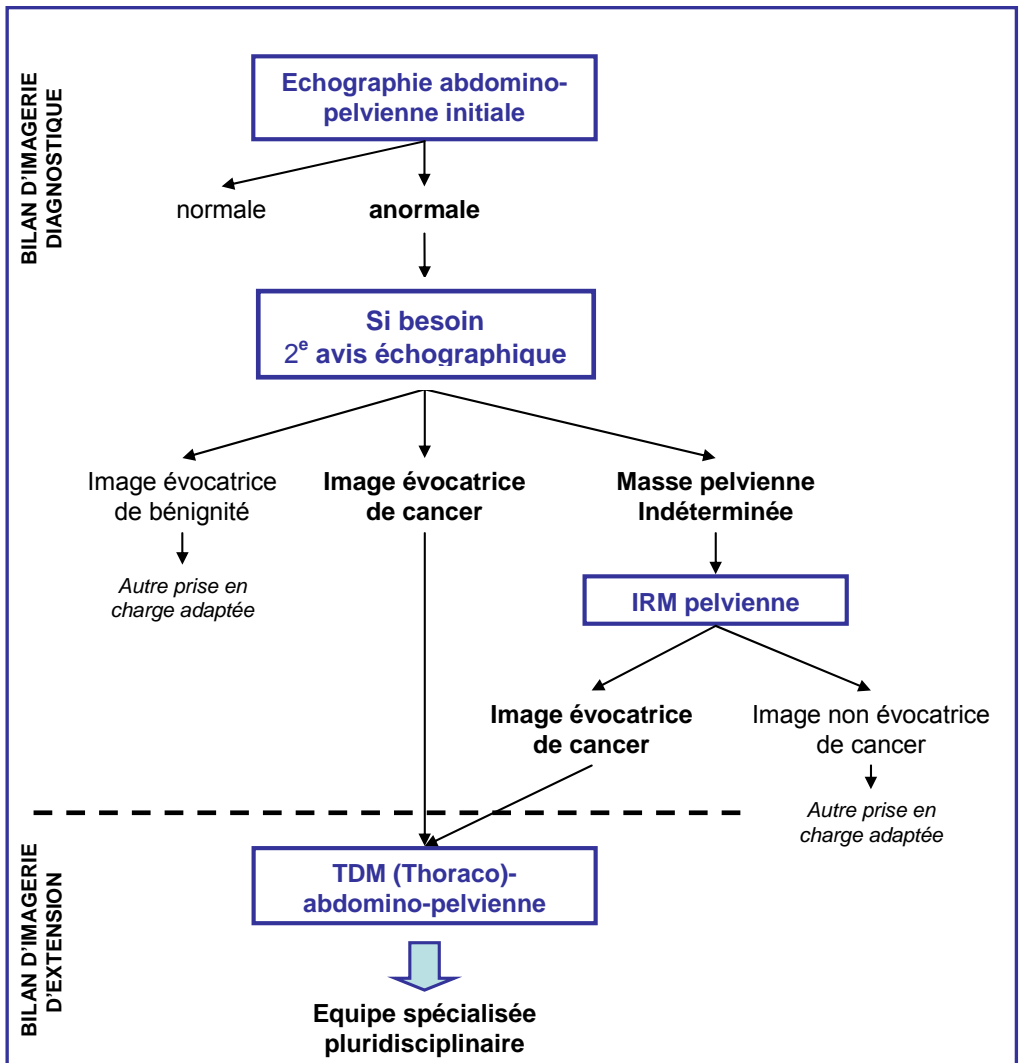 BILAN D'IMAGERIE
DIAGNOSTIQUE
Echographie abdomino-
pelvienne initiale
normale
anormale
Si besoin
2e avis échographique
Image évocatrice
de bénignité
Image évocatrice
de cancer
Masse pelvienne
Indéterminée
Autre prise en
charge adaptée
IRM pelvienne
Image évocatrice
de cancer
Image non évocatrice
de cancer
Autre prise en
charge adaptée
BILAN D'IMAGERIE
D'EXTENSION
TDM (Thoraco)-
abdomino-pelvienne
Equipe spécialisée
pluridisciplinaire